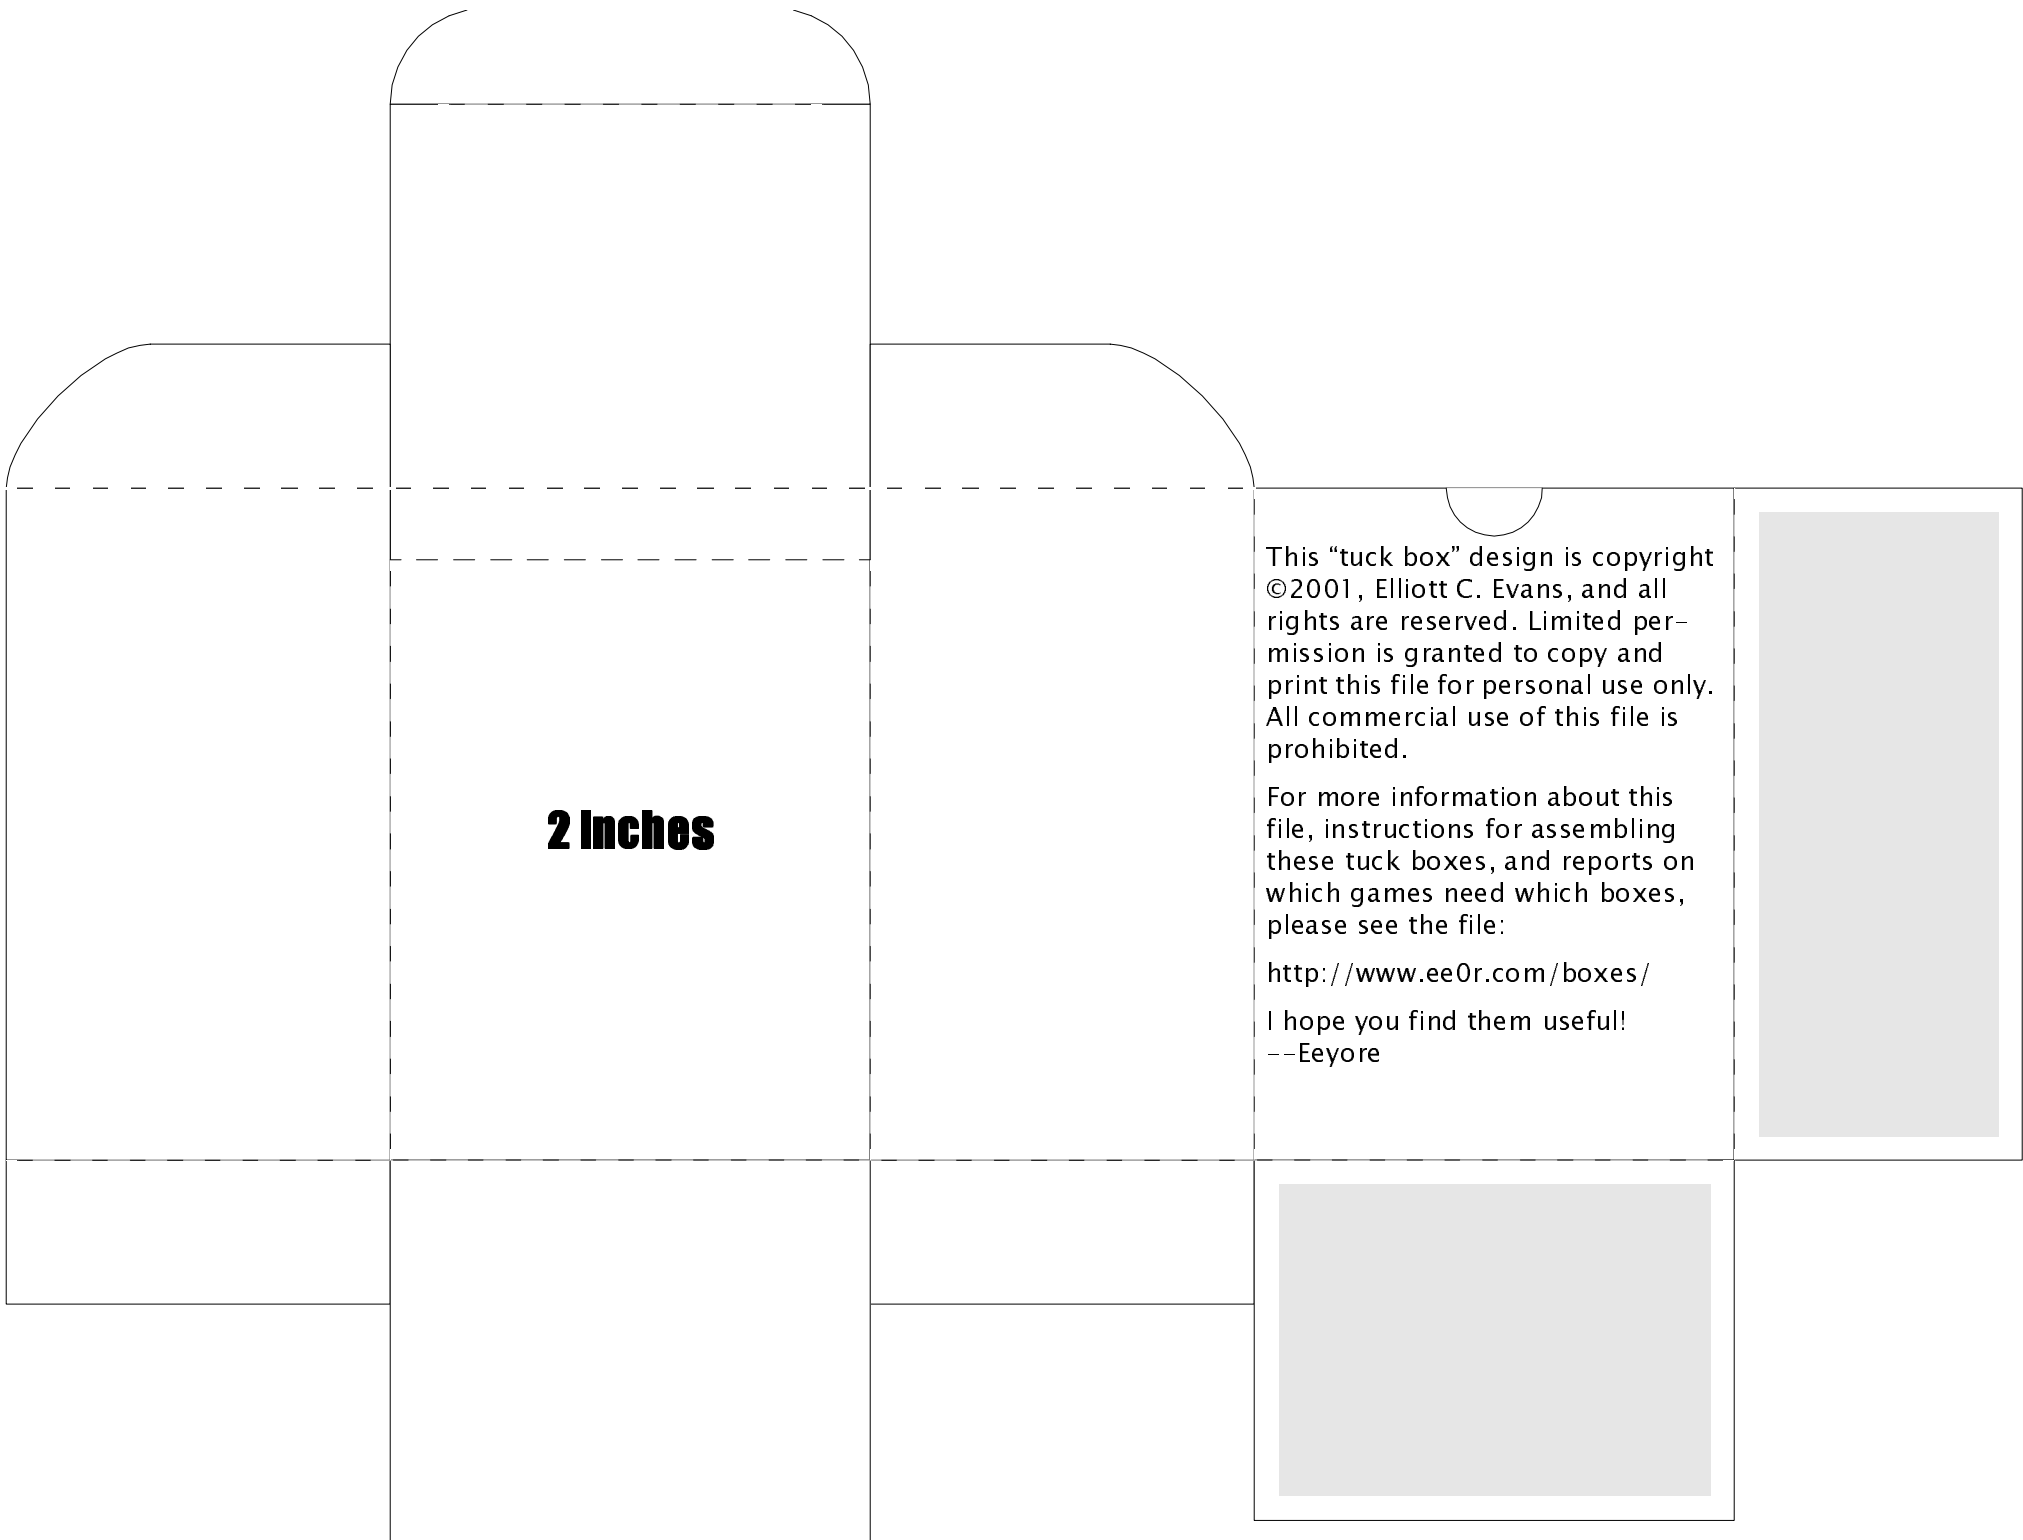 This “tuck box” design is copyright
©2001, Elliott C. Evans, and all
rights are reserved. Limited per-
mission is granted to copy and
print this file for personal use only.
All commercial use of this file is
prohibited.
For more information about this
file, instructions for assembling
these tuck boxes, and reports on
which games need which boxes,
please see the file:
http://www.ee0r.com/boxes/
I hope you find them useful!
--Eeyore
2 Inches